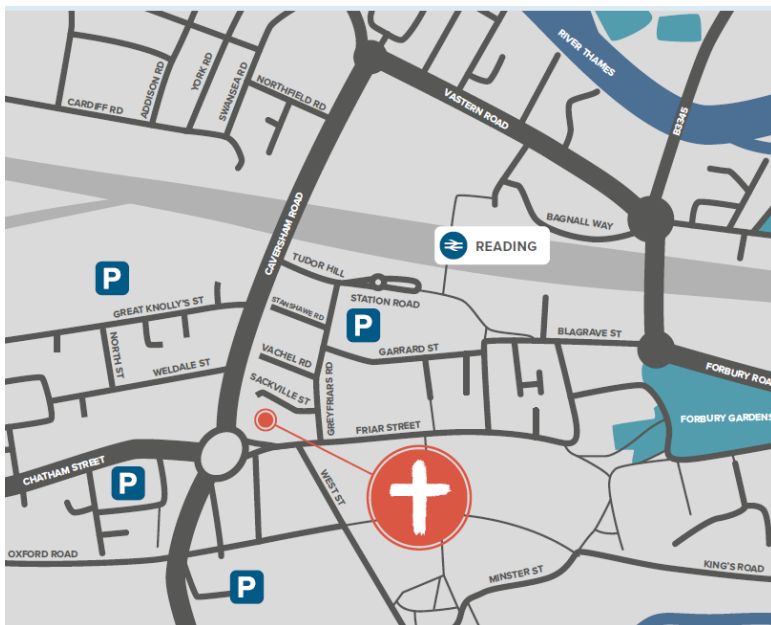 RIVER THAMES
YORK RD
ADDISON RD
SWANSEA RD
NORTHFIELD RD
CARDIFF RD
VASTERN ROAD
B3345
BAGNALL WAY
CAVERSHAM ROAD
READING
TUDOR HILL
STATION ROAD
P
GREAT KNOLLY'S ST
STANSHAWE RD
P
BLAGRAVE ST
NORTH ST
WELDALE ST
VACHEL RD
GARRARD ST
FORBURY ROA
SACKVILLE ST
GREYFRIARS RD
FORBURY GARDENS
FRIAR STREET
CHATHAM STREET
P
WEST ST
OXFORD ROAD
MINSTER ST
KING'S ROAD
P